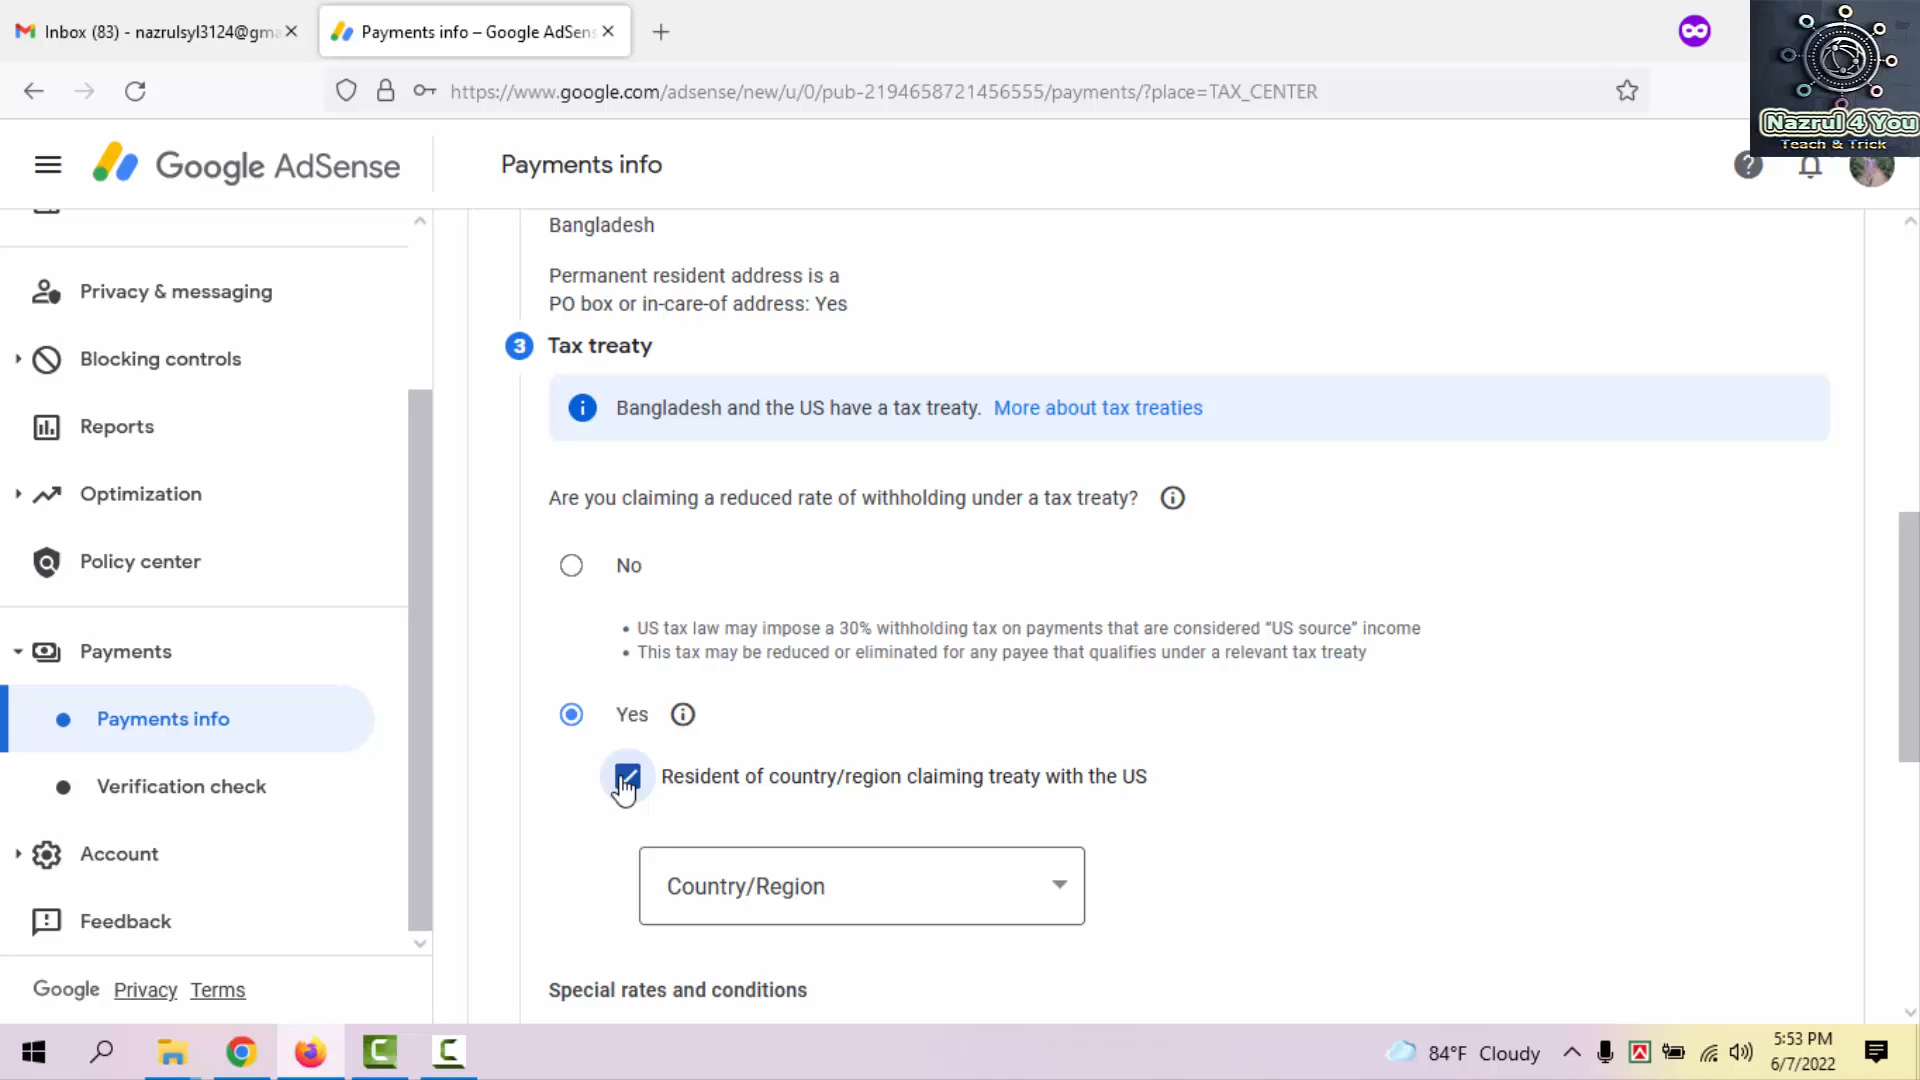 Inbox (83) - nazrulsyl3124@gma
Payments info – Google AdSens
https://www.google.com/adsense/new/u/0/pub-2194658721456555/payments/?place=TAX_CENTER
Nazrul 4 You
Teach & Trick
Google AdSense
Payments info
Privacy & messaging
Blocking controls
Reports
Optimization
Policy center
Payments
Payments info
Verification check
Account
Feedback
Google Privacy Terms
Bangladesh
Permanent resident address is a
PO box or in-care-of address: Yes
3 Tax treaty
Bangladesh and the US have a tax treaty. More about tax treaties
Are you claiming a reduced rate of withholding under a tax treaty?
No
• US tax law may impose a 30% withholding tax on payments that are considered “US source” income
• This tax may be reduced or eliminated for any payee that qualifies under a relevant tax treaty
Yes
Resident of country/region claiming treaty with the US
Country/Region
Special rates and conditions
84°F Cloudy
5:53 PM
6/7/2022